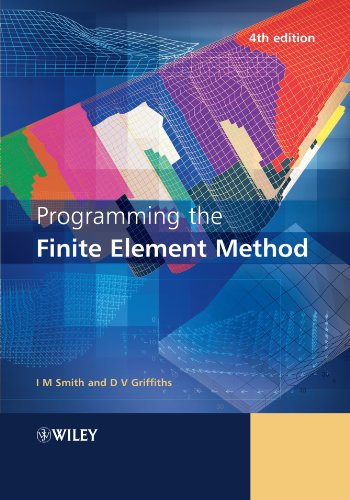 4th edition
Programming the
Finite Element Method
I M Smith and D V Griffiths
WILEY